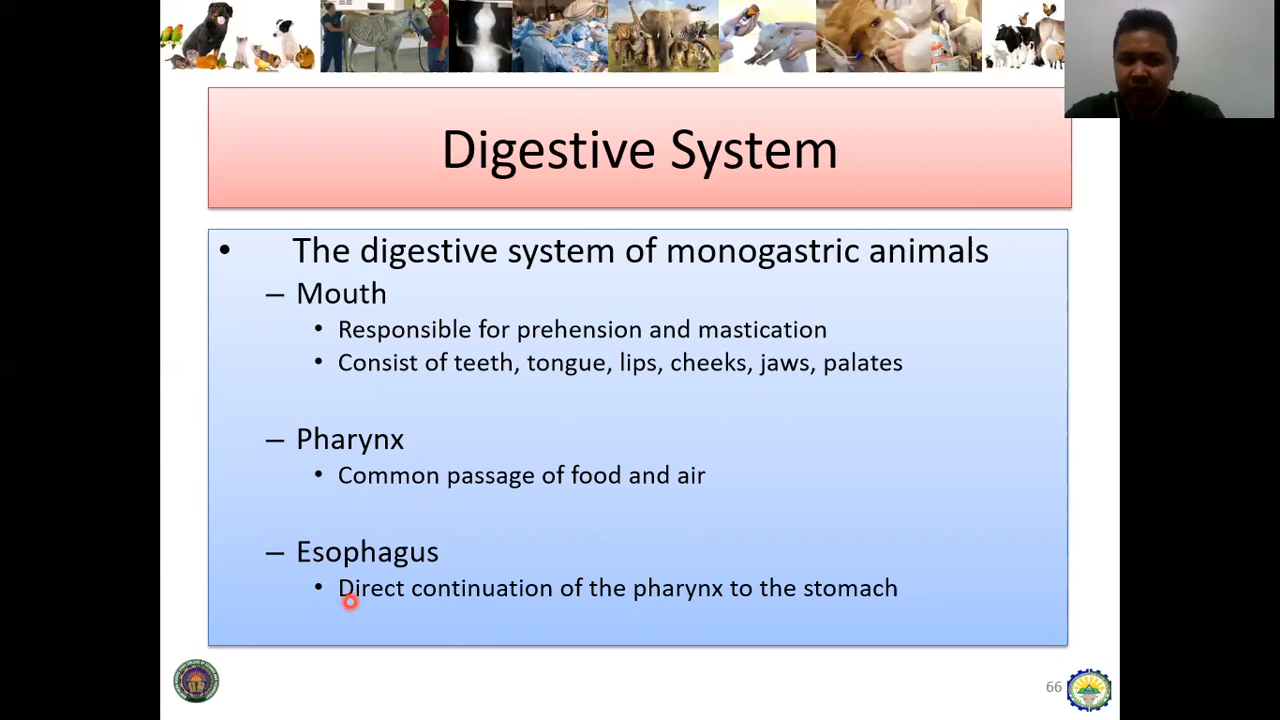 Digestive System
• The digestive system of monogastric animals
– Mouth
• Responsible for prehension and mastication
• Consist of teeth, tongue, lips, cheeks, jaws, palates
– Pharynx
• Common passage of food and air
– Esophagus
• Direct continuation of the pharynx to the stomach
66